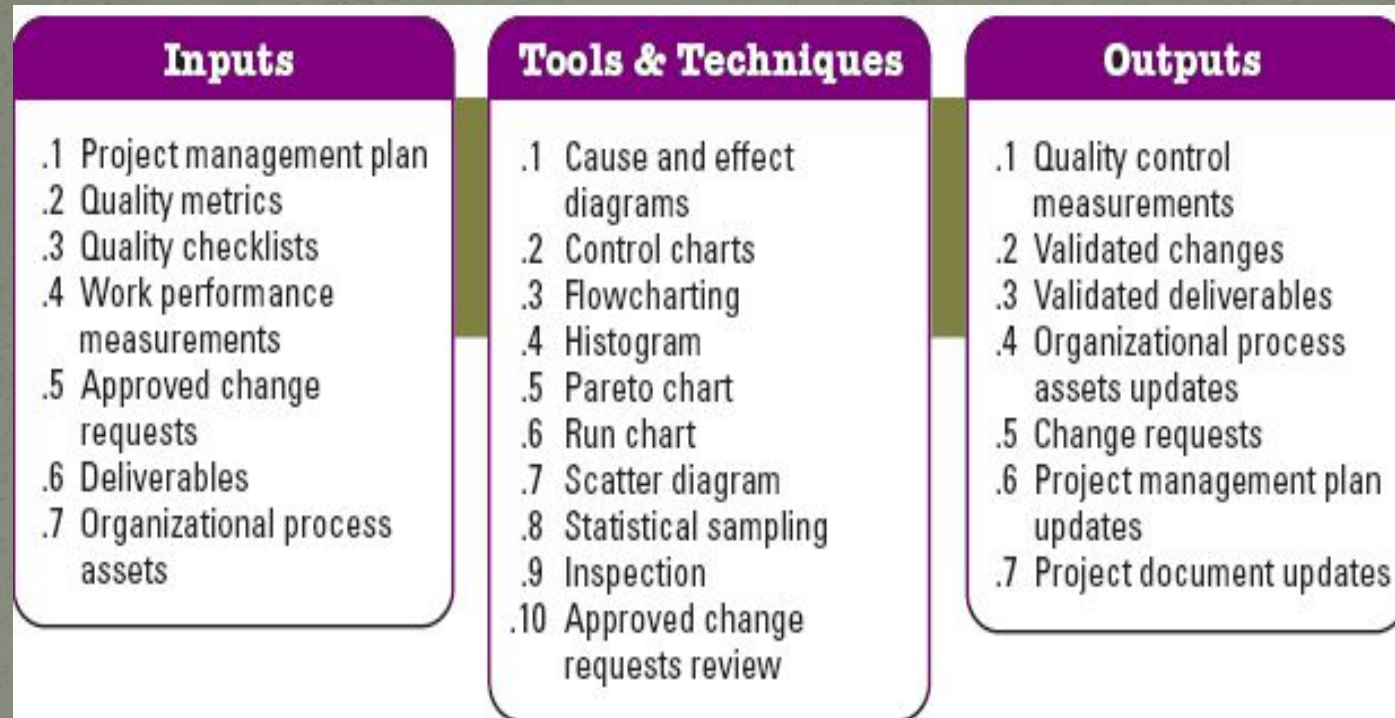 Inputs
.1 Project management plan
.2 Quality metrics
.3 Quality checklists
.4 Work performance
measurements
.5 Approved change
requests
.6 Deliverables
.7 Organizational process
assets
Tools & Techniques
.1 Cause and effect
diagrams
.2 Control charts
.3 Flowcharting
.4 Histogram
.5 Pareto chart
.6 Run chart
.7 Scatter diagram
.8 Statistical sampling
.9 Inspection
.10 Approved change
requests review
Outputs
.1 Quality control
measurements
.2 Validated changes
.3 Validated deliverables
.4 Organizational process
assets updates
.5 Change requests
.6 Project management plan
updates
.7 Project document updates